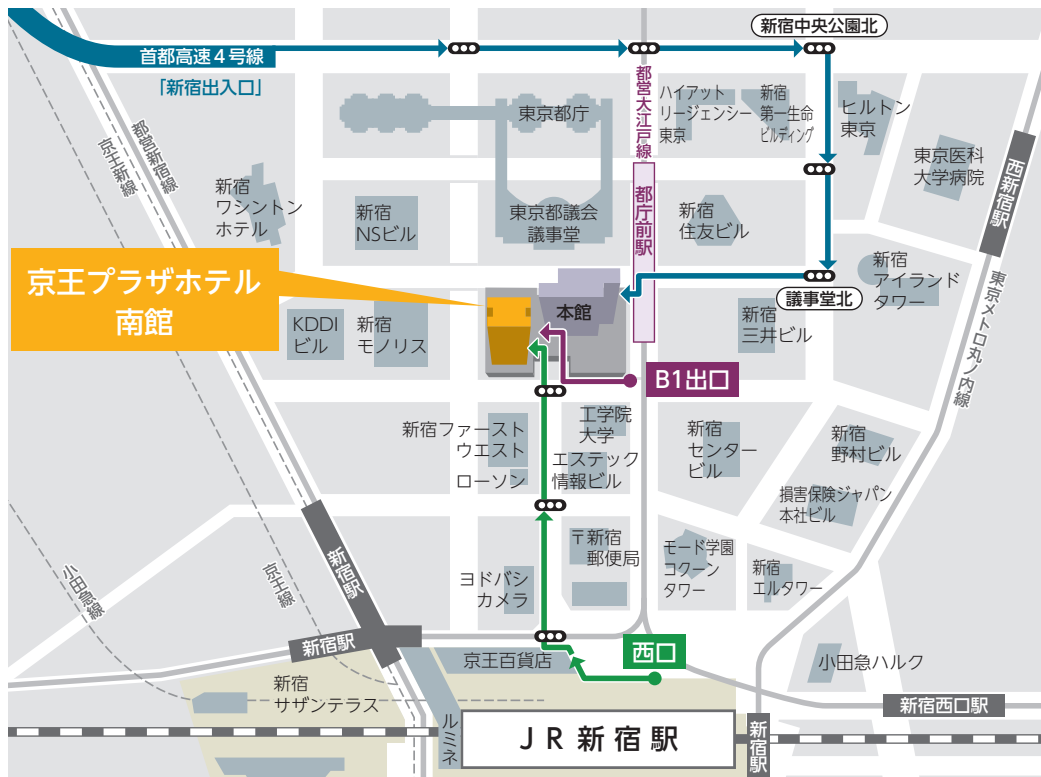 新宿中央公園北
首都高速4号線
「新宿出入口」
都営大江戸線
ハイアット
リージェンシー
東京
新宿
第一生命
ビルディング
ヒルトン
東京
東京都庁
東京医科
大学病院
西新宿駅
都営新宿線
京王新線
新宿
ワシントン
ホテル
新宿
NSビル
東京都議会
議事堂
都庁前駅
新宿
住友ビル
京王プラザホテル
南館
本館
議事堂北
新宿
アイランド
タワー
東京メトロ丸ノ内線
KDDI
ビル
新宿
モノリス
新宿
三井ビル
B1出口
新宿ファースト
ウエスト
ローソン
工学院
大学
エステック
情報ビル
新宿
センター
ビル
新宿
野村ビル
損害保険ジャパン
本社ビル
〒新宿
郵便局
モード学園
コクーン
タワー
新宿
エルタワー
ヨドバシ
カメラ
小田急線
京王線
新宿駅
新宿駅
京王百貨店
西口
小田急ハルク
新宿
サザンテラス
新宿西口駅
ルミネ
JR新宿駅
新宿駅